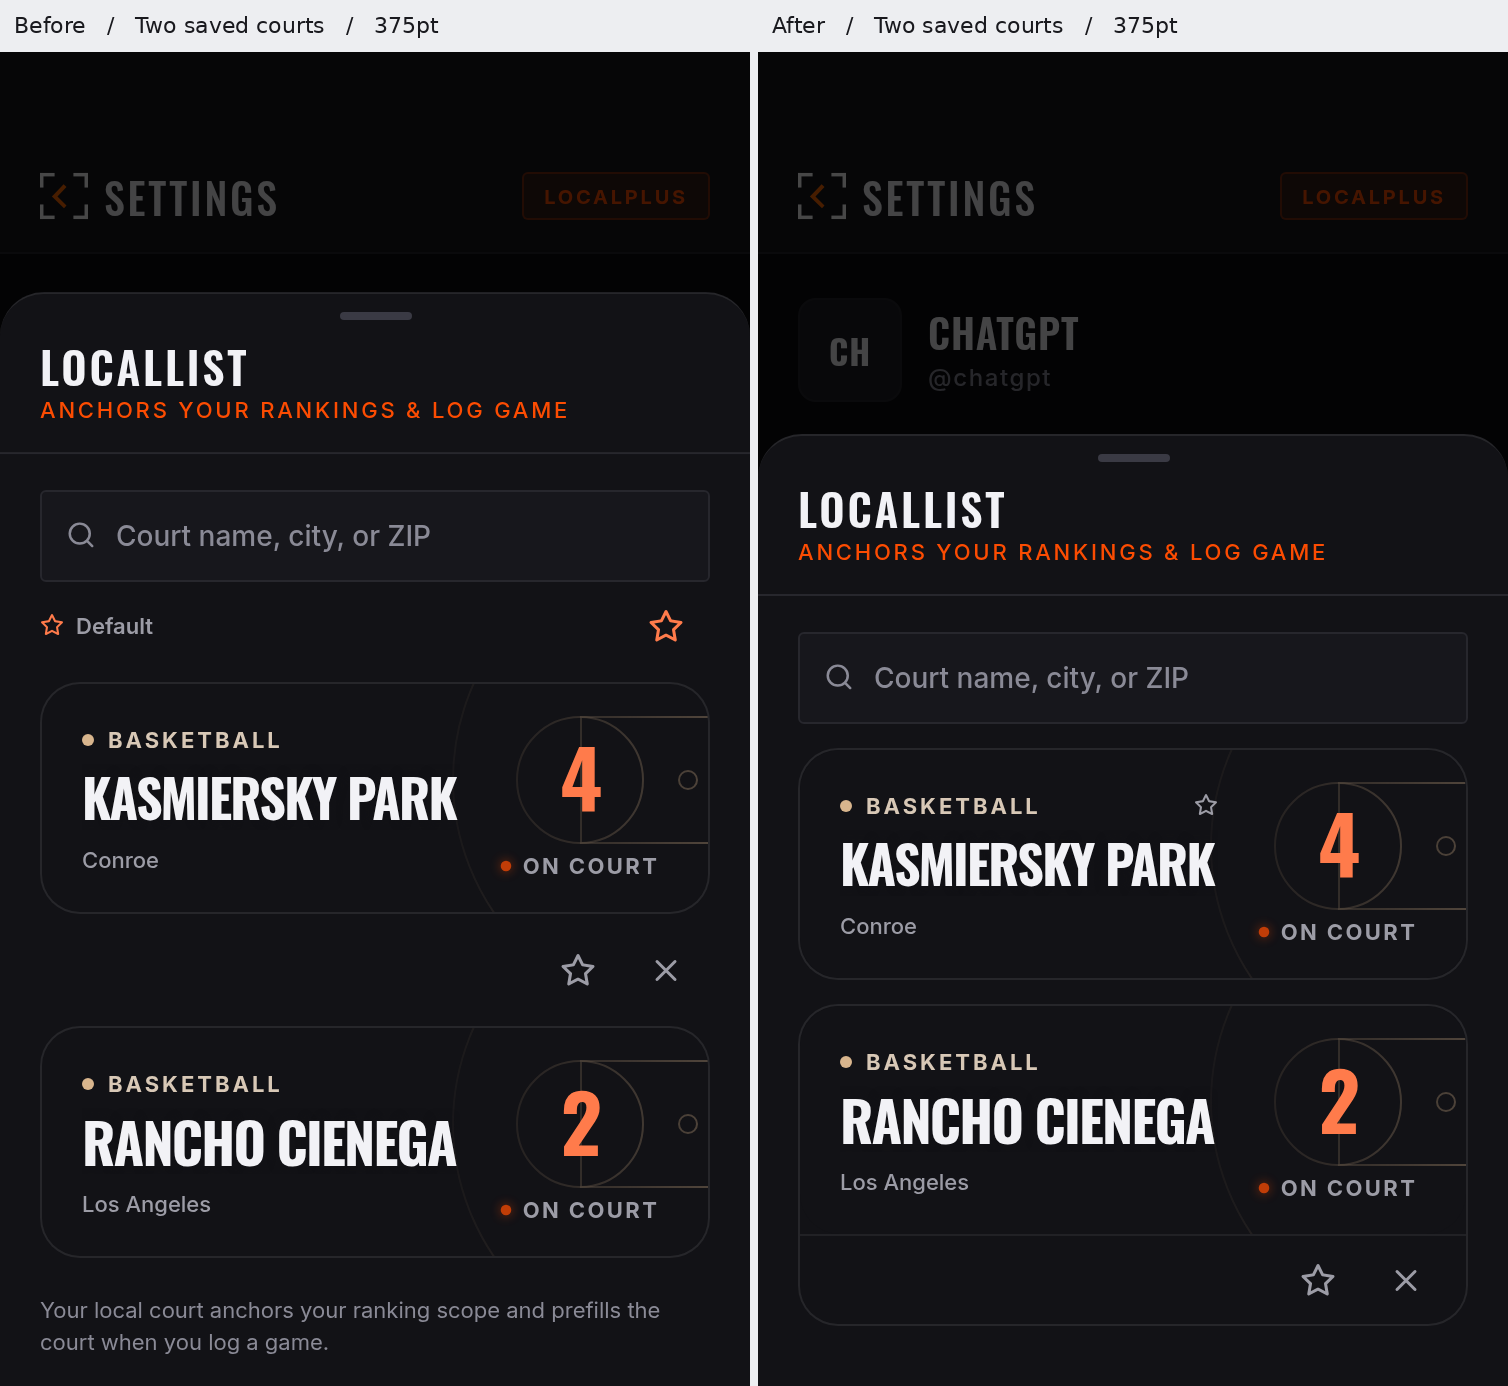 Before / Two saved courts / 375pt
SETTINGS
LOCALPLUS
LOCALLIST
ANCHORS YOUR RANKINGS & LOG GAME
Court name, city, or ZIP
Default
BASKETBALL
KASMIERSKY PARK
Conroe
4
ON COURT
BASKETBALL
RANCHO CIENEGA
Los Angeles
2
ON COURT
Your local court anchors your ranking scope and prefills the
court when you log a game.
After / Two saved courts / 375pt
SETTINGS
LOCALPLUS
CH
CHATGPT
@chatgpt
LOCALLIST
ANCHORS YOUR RANKINGS & LOG GAME
Court name, city, or ZIP
BASKETBALL
KASMIERSKY PARK
Conroe
4
ON COURT
BASKETBALL
RANCHO CIENEGA
Los Angeles
2
ON COURT